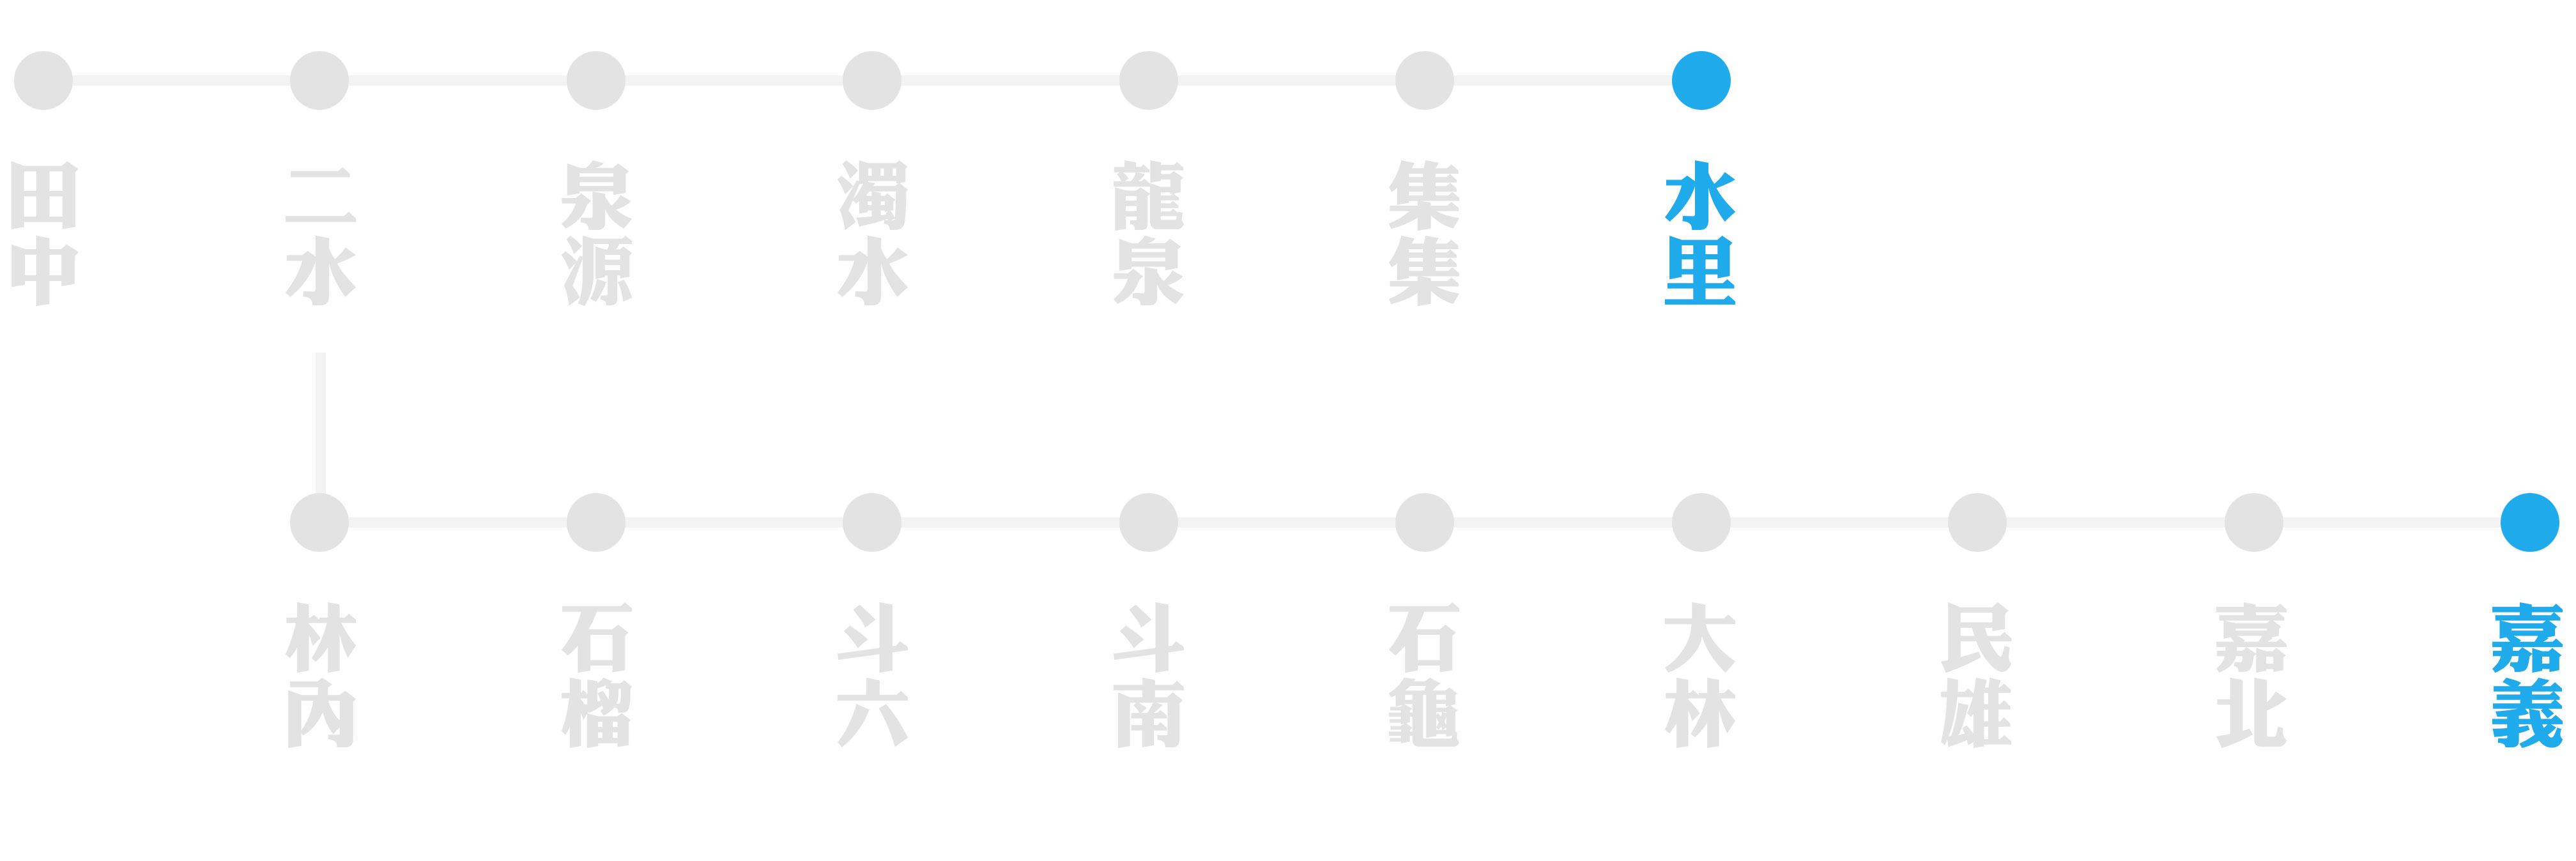 田中
二水
泉源
濁水
龍泉
集集
水里
林內
石榴
斗六
斗南
石龜
大林
民雄
嘉北
嘉義